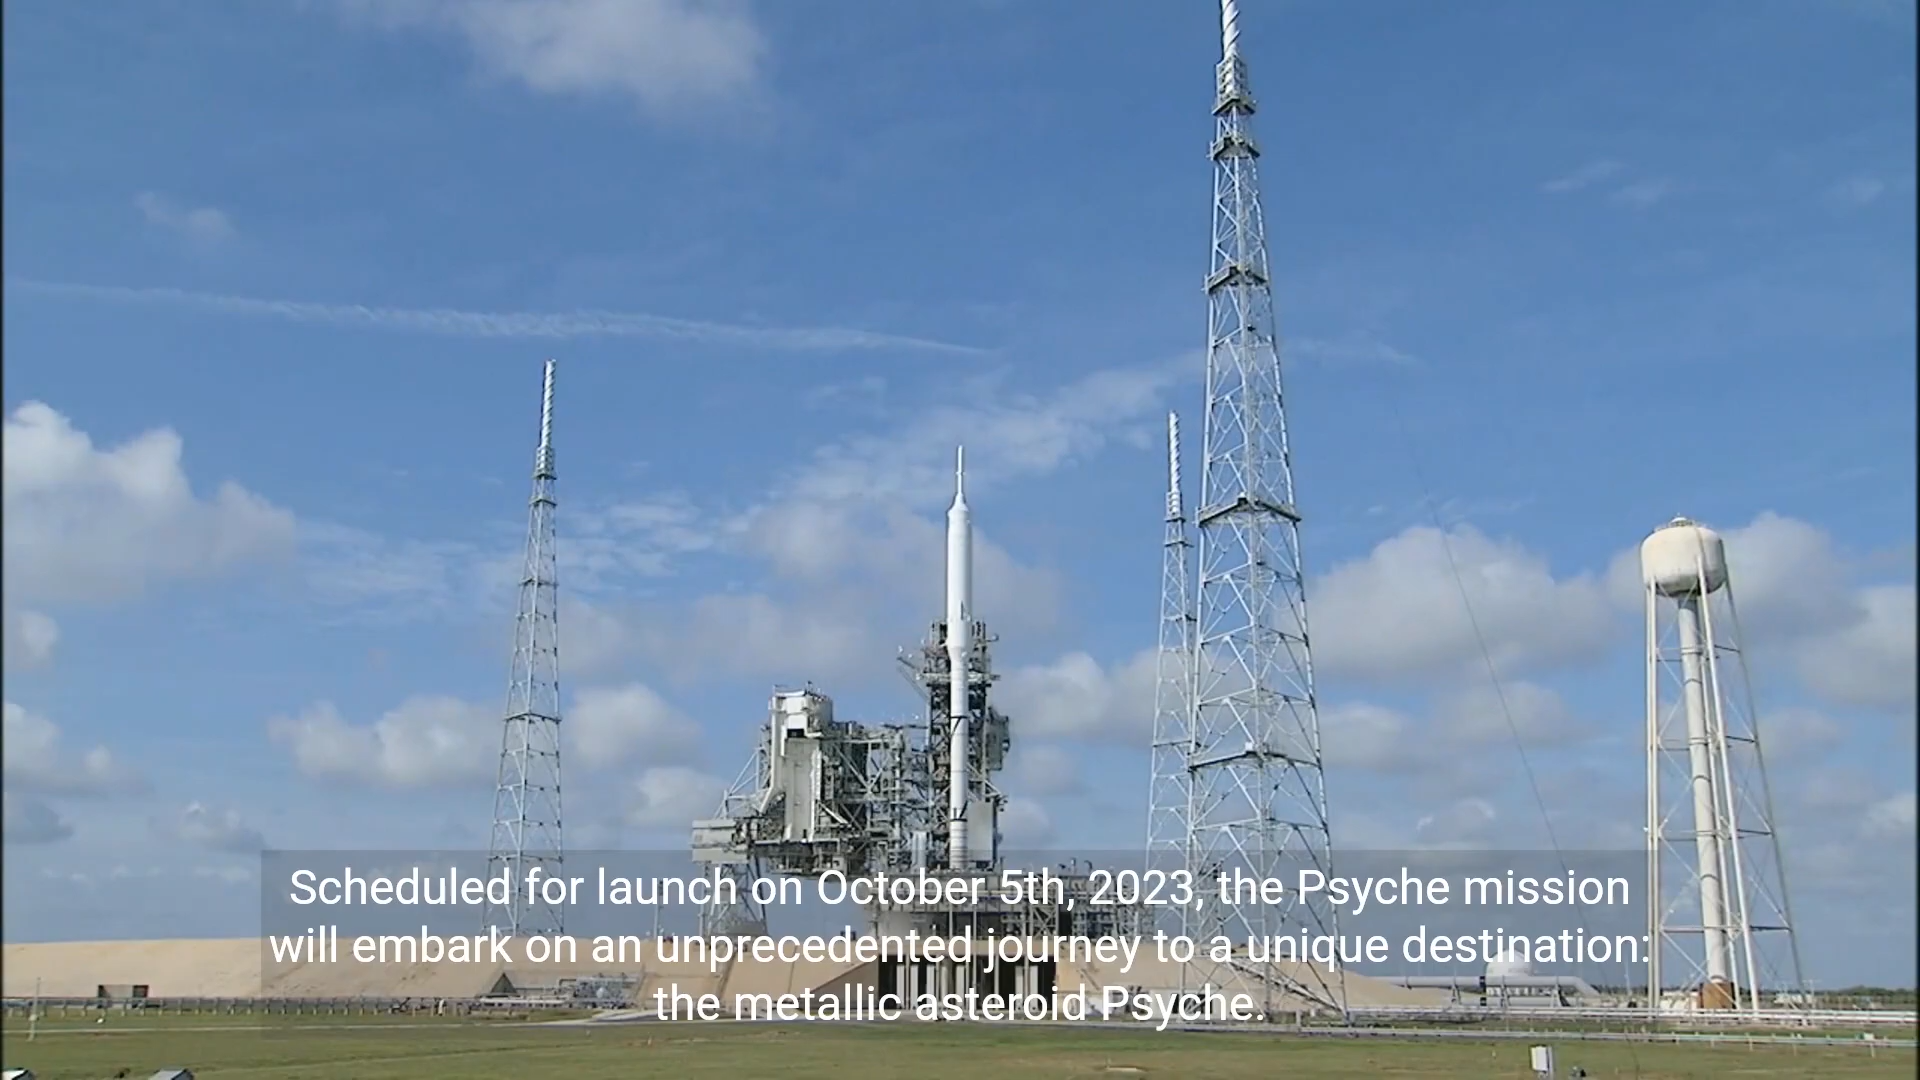 Scheduled for launch on October 5th, 2023, the Psyche mission
will embark on an unprecedented journey to a unique destination:
the metallic asteroid Psyche.